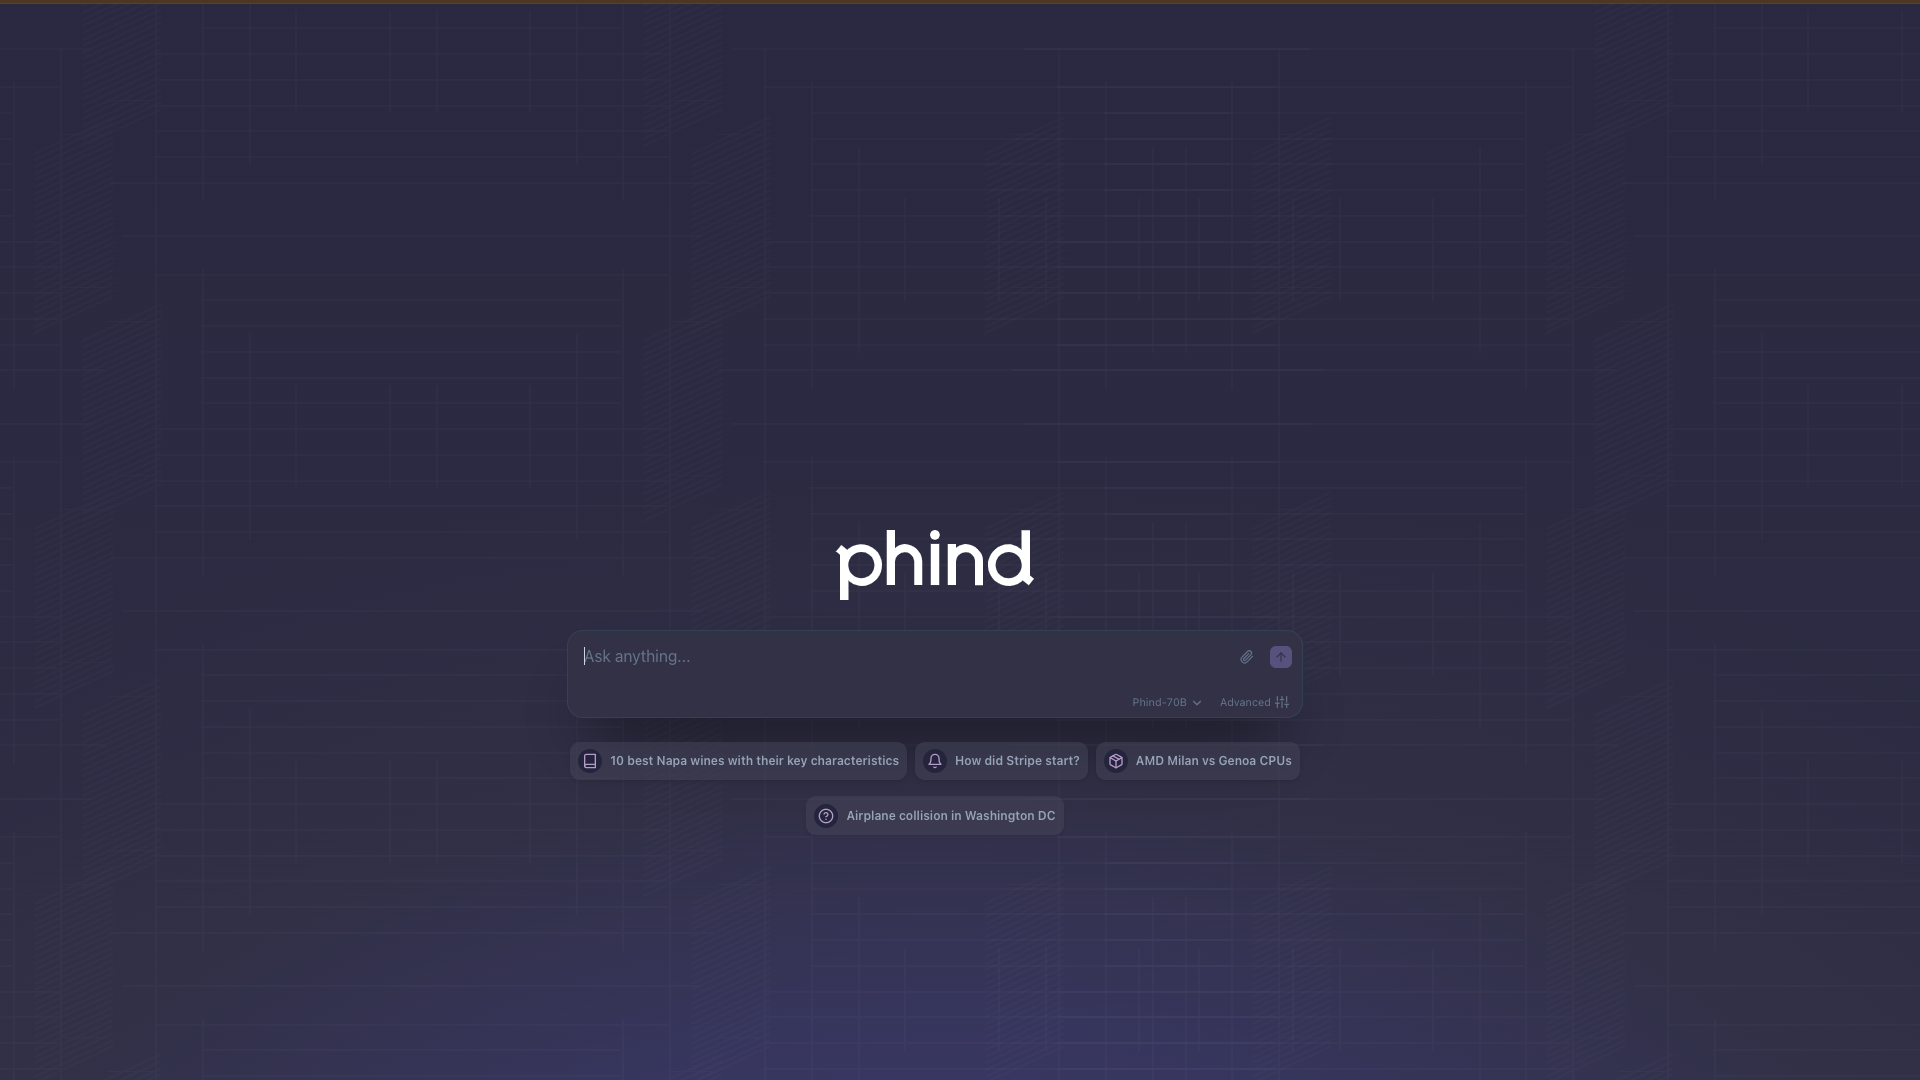 phind
Ask anything...
Phind-70B Advanced
10 best Napa wines with their key characteristics
How did Stripe start?
AMD Milan vs Genoa CPUs
Airplane collision in Washington DC